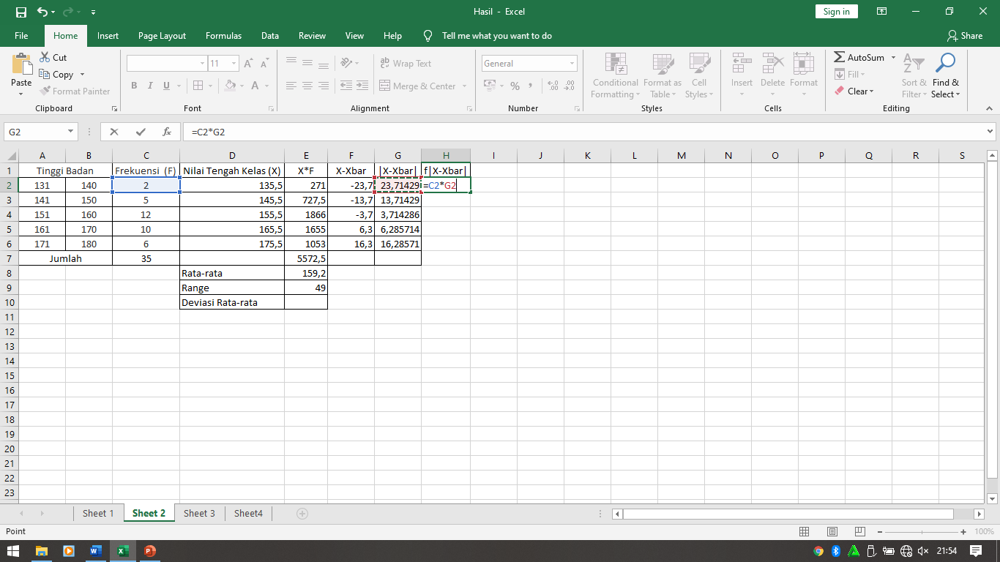 Hasil - Excel
Sign in
File Home Insert Page Layout Formulas Data Review View Help Tell me what you want to do Share
Paste
Cut
Copy
Format Painter
Clipboard
11
B I U
Font
Wrap Text
Merge & Center
Alignment
General
%
Number
Conditional Formatting
Format as Table
Cell Styles
Styles
Insert Delete Format
Cells
AutoSum
Fill
Clear
Sort & Filter
Find & Select
Editing
G2 fx =C2*G2
A B C D E F G H I J K L M N O P Q R S
1 Tinggi Badan Frekuensi (F) Nilai Tengah Kelas (X) X*F X-Xbar |X-Xbar| f|X-Xbar|
2 131 140 2 135,5 271 -23,7 23,71429 =C2*G2
3 141 150 5 145,5 727,5 -13,7 13,71429
4 151 160 12 155,5 1866 -3,7 3,714286
5 161 170 10 165,5 1655 6,3 6,285714
6 171 180 6 175,5 1053 16,3 16,28571
7 Jumlah 35 5572,5
8 Rata-rata 159,2
9 Range 49
10 Deviasi Rata-rata
11
12
13
14
15
16
17
18
19
20
21
22
23
Sheet 1 Sheet 2 Sheet 3 Sheet4
Point
100%
21:54